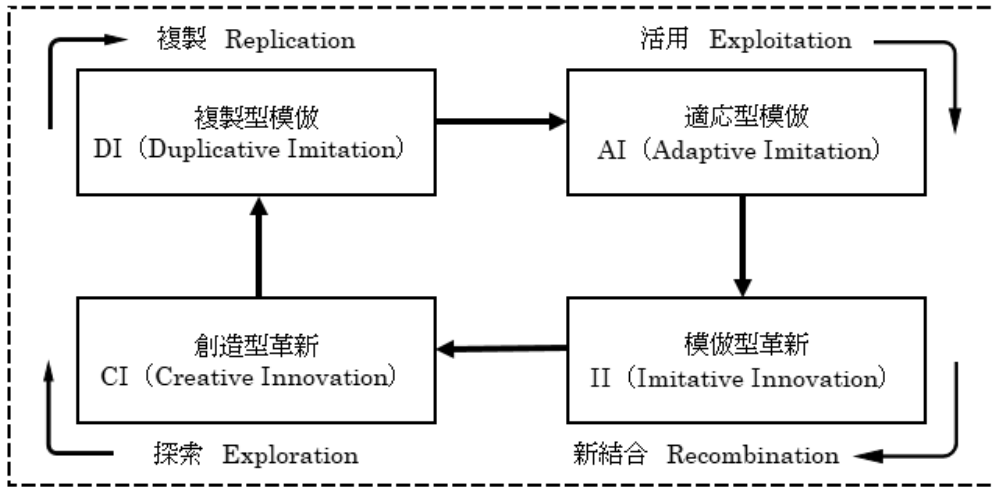 複製 Replication
活用 Exploitation
複製型模倣
DI（Duplicative Imitation）
適応型模倣
AI（Adaptive Imitation）
創造型革新
CI（Creative Innovation）
模倣型革新
II（Imitative Innovation）
探索 Exploration
新結合 Recombination